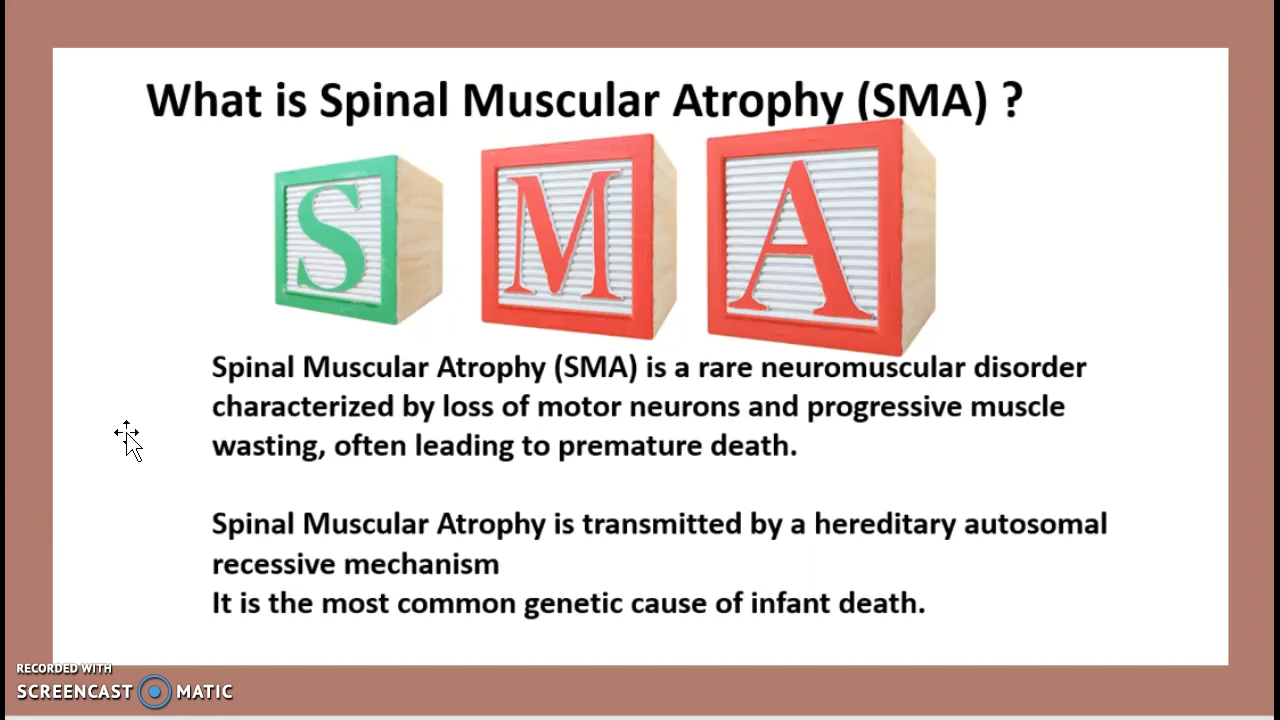 What is Spinal Muscular Atrophy (SMA) ?
S M A
Spinal Muscular Atrophy (SMA) is a rare neuromuscular disorder
characterized by loss of motor neurons and progressive muscle
wasting, often leading to premature death.
Spinal Muscular Atrophy is transmitted by a hereditary autosomal
recessive mechanism
It is the most common genetic cause of infant death.
RECORDED WITH
SCREENCAST MATIC